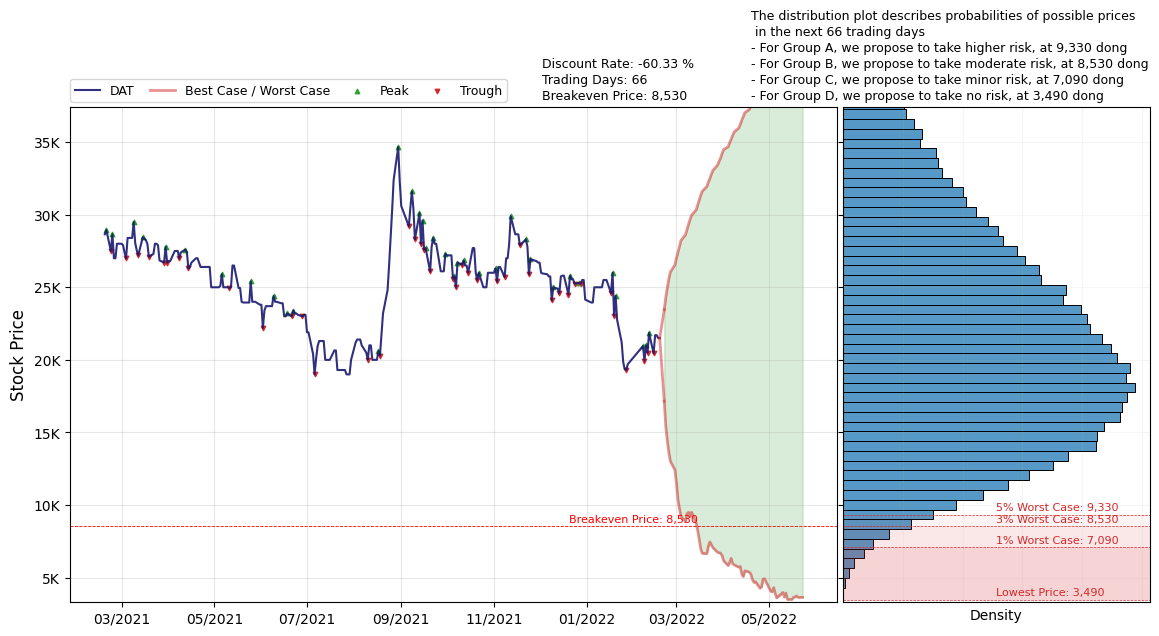 The distribution plot describes probabilities of possible prices
in the next 66 trading days
- For Group A, we propose to take higher risk, at 9,330 dong
- For Group B, we propose to take moderate risk, at 8,530 dong
- For Group C, we propose to take minor risk, at 7,090 dong
- For Group D, we propose to take no risk, at 3,490 dong
Discount Rate: -60.33 %
Trading Days: 66
Breakeven Price: 8,530
DAT
Best Case / Worst Case
Peak
Trough
Stock Price
35K
30K
25K
20K
15K
10K
5K
Breakeven Price: 8,530
03/2021
05/2021
07/2021
09/2021
11/2021
01/2022
03/2022
05/2022
5% Worst Case: 9,330
3% Worst Case: 8,530
1% Worst Case: 7,090
Lowest Price: 3,490
Density